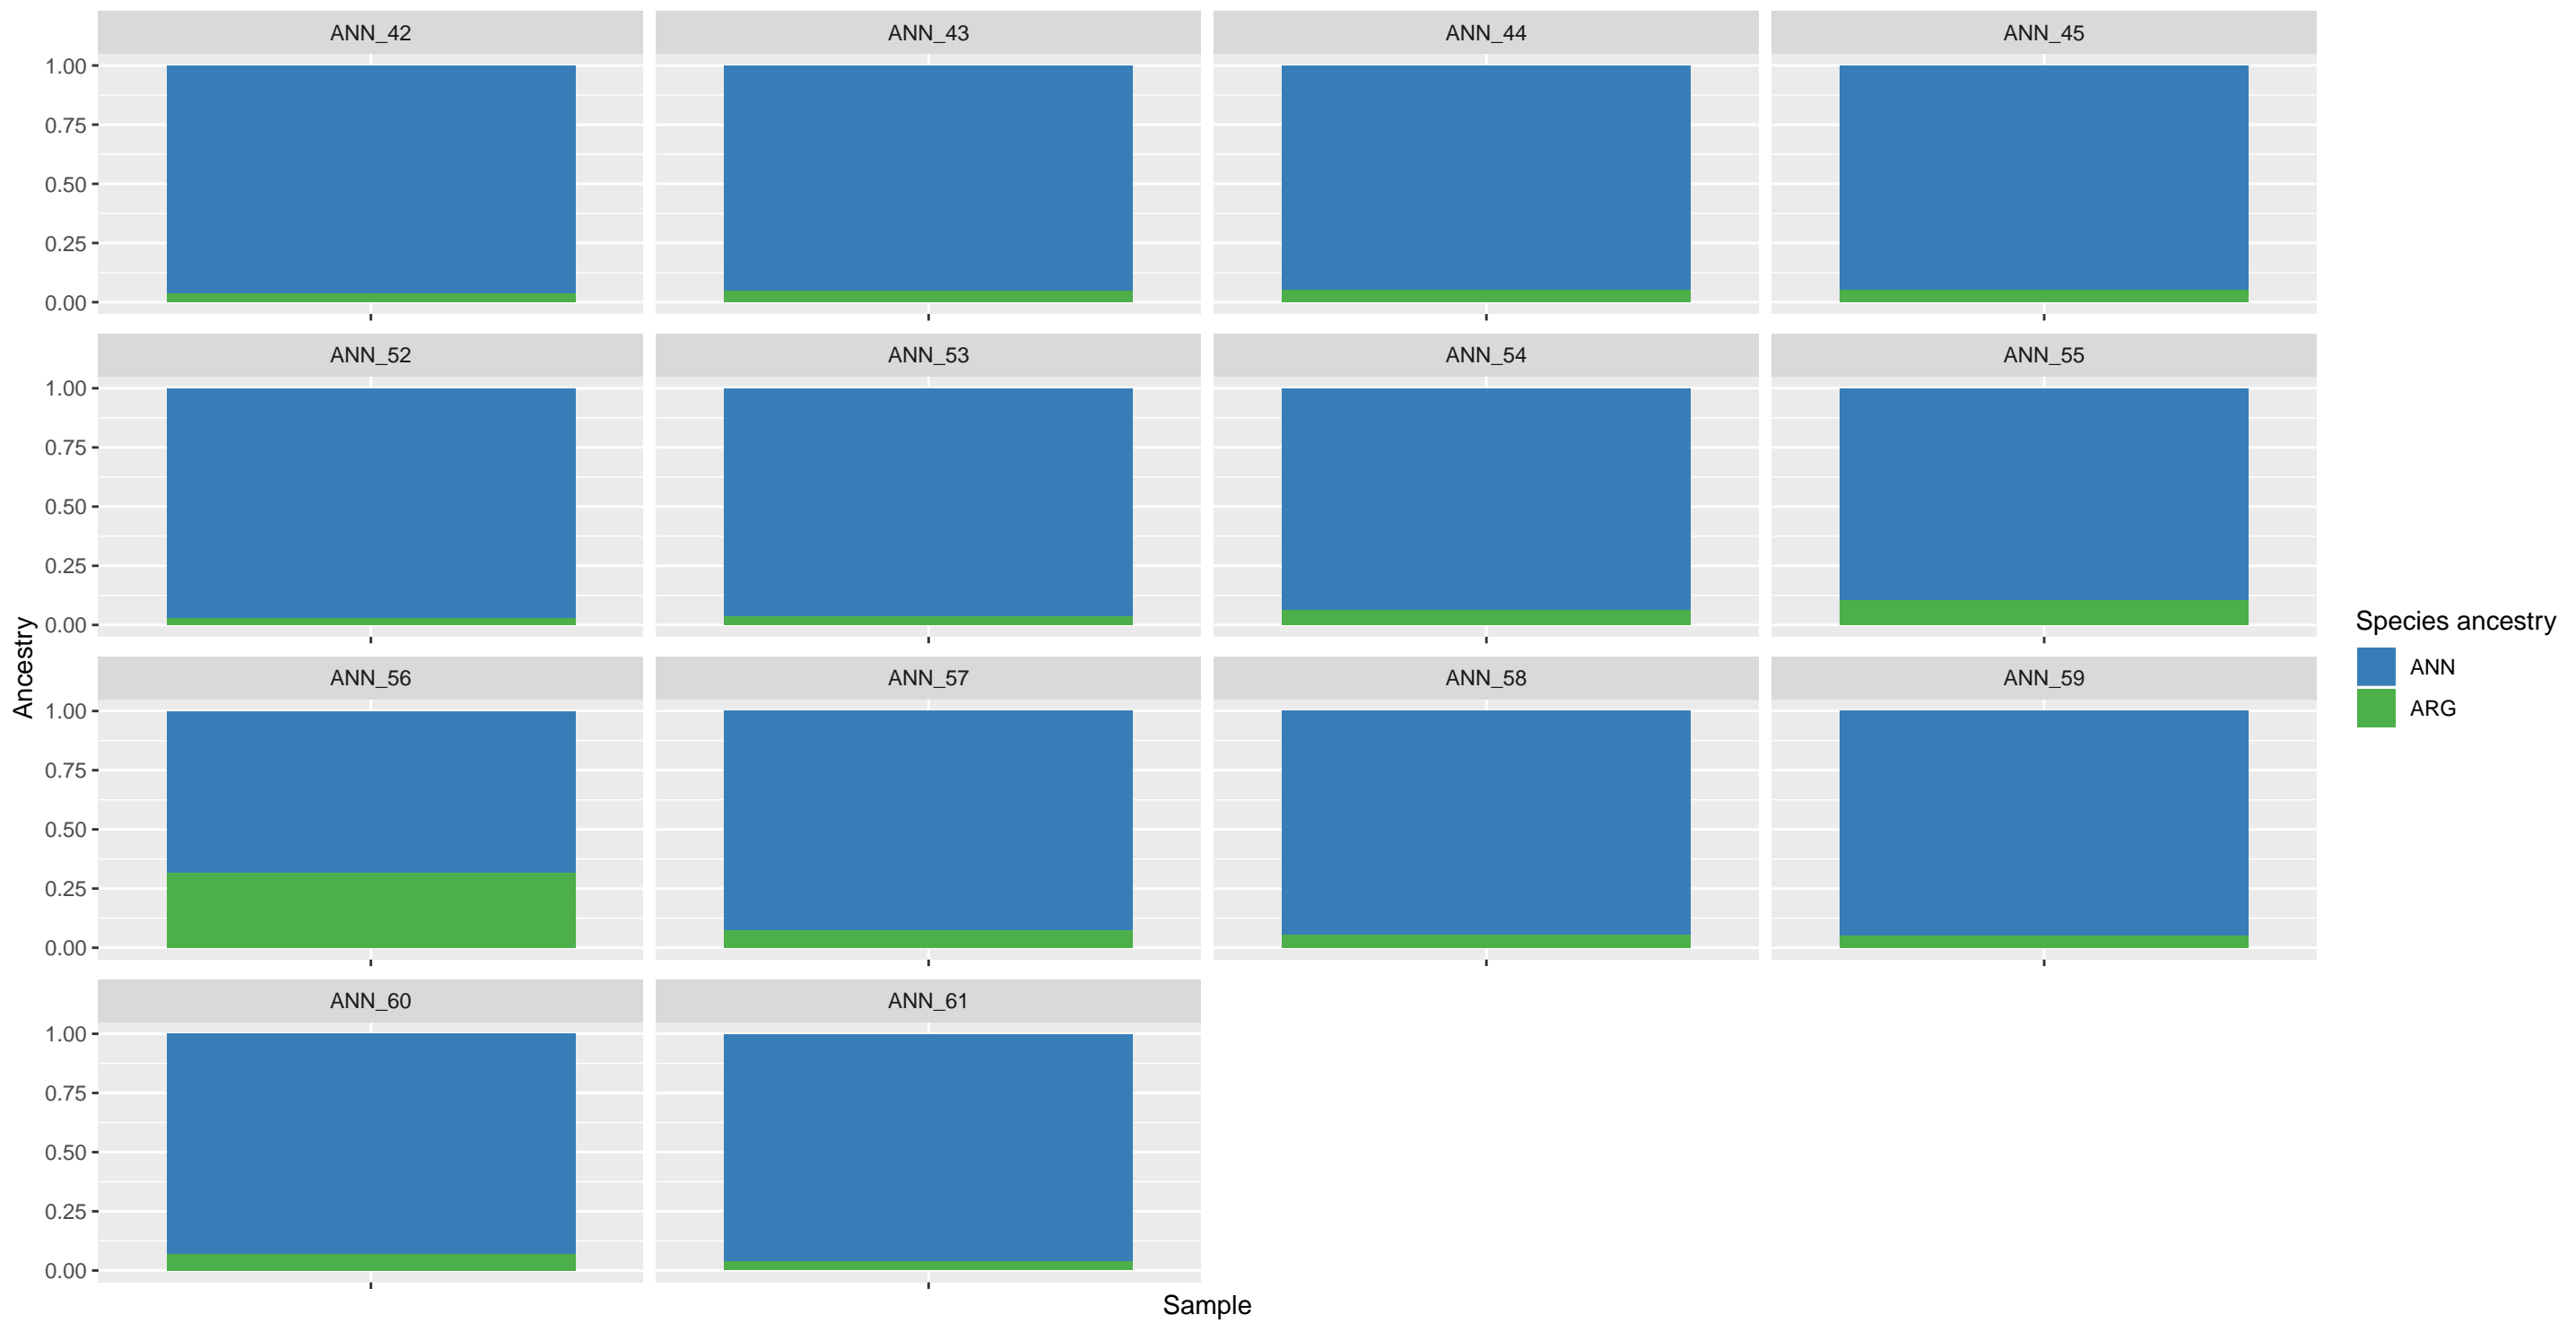 ANN_42 ANN_43 ANN_44 ANN_45
1.00
0.75
0.50
0.25
0.00
ANN_52 ANN_53 ANN_54 ANN_55
1.00
0.75
0.50
0.25
0.00
ANN_56 ANN_57 ANN_58 ANN_59
1.00
0.75
0.50
0.25
0.00
ANN_60 ANN_61
1.00
0.75
0.50
0.25
0.00
Ancestry
Sample
Species ancestry
ANN
ARG